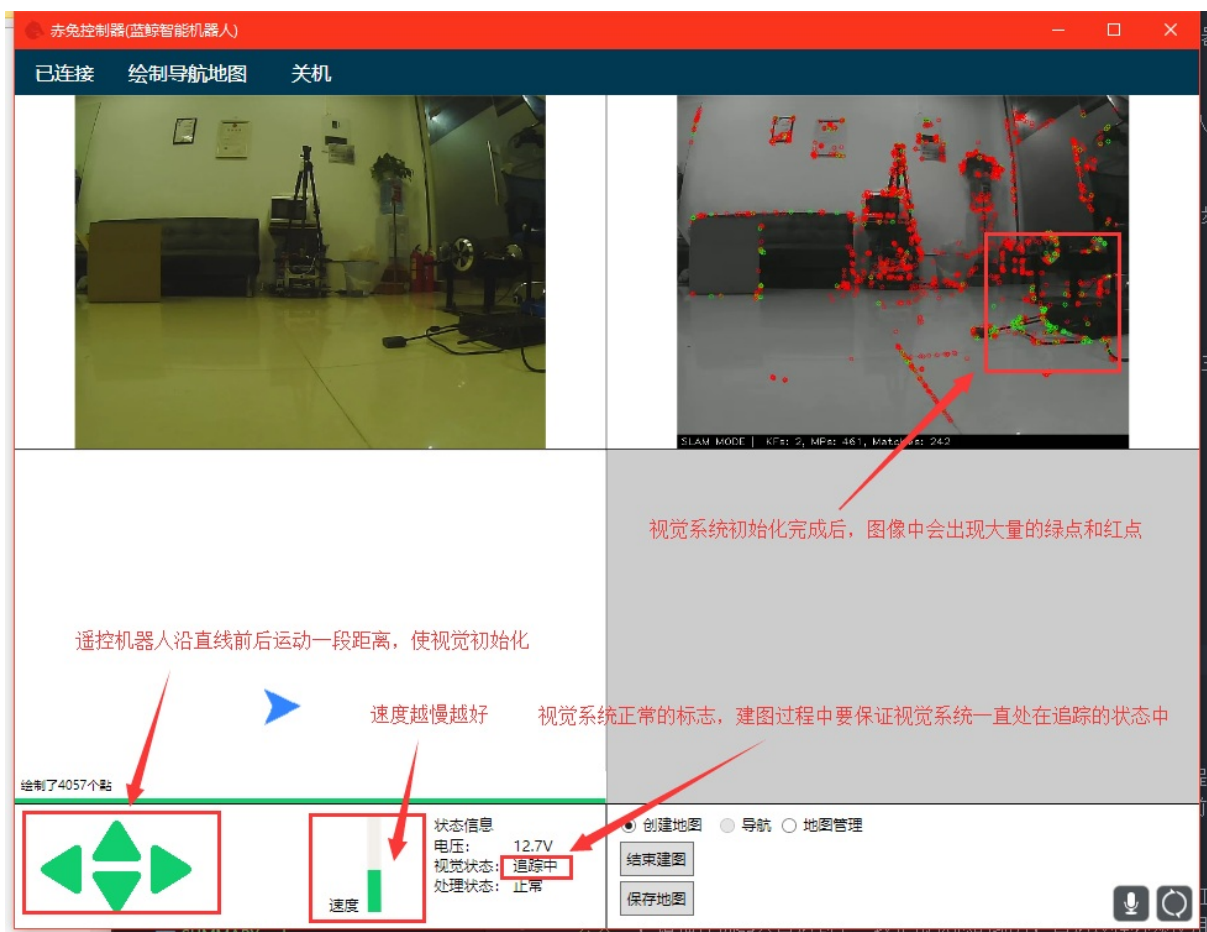 赤兔控制器(蓝鲸智能机器人)
已连接 绘制导航地图 关机
SLAM MODE | KFs: 2, MPs: 461, Matches: 242
视觉系统初始化完成后，图像中会出现大量的绿点和红点
遥控机器人沿直线前后运动一段距离，使视觉初始化
速度越慢越好
视觉系统正常的标志，建图过程中要保证视觉系统一直处在追踪的状态中
绘制了4057个點
速度
状态信息
电压： 12.7V
视觉状态： 追踪中
处理状态： 正常
创建地图 导航 地图管理
结束建图
保存地图